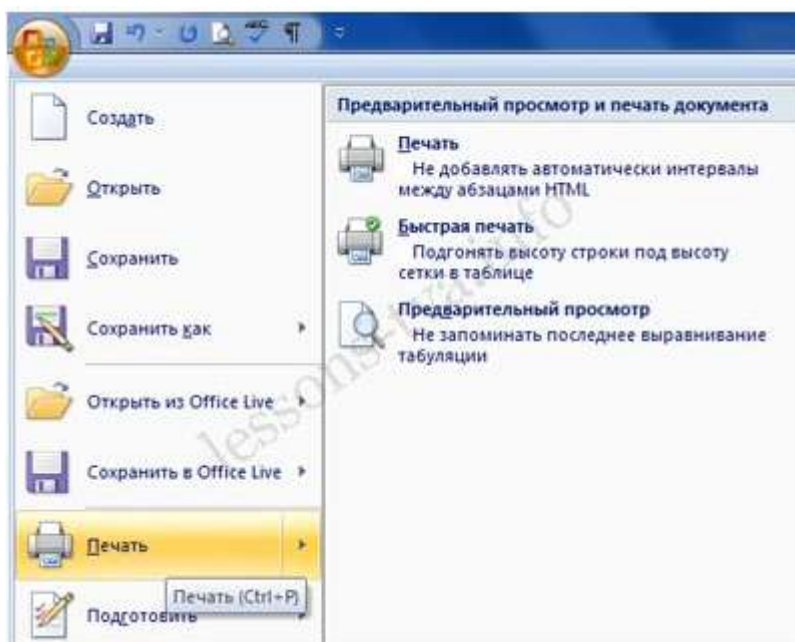 Создать
Открыть
Сохранить
Сохранить как
Открыть из Office Live
Сохранить в Office Live
Печать
Печать (Ctrl+P)
Подготовить
Предварительный просмотр и печать документа
Печать
Не добавлять автоматически интервалы
между абзацами HTML
Быстрая печать
Подгонять высоту строки под высоту
сетки в таблице
Предварительный просмотр
Не запоминать последнее выравнивание
табуляции